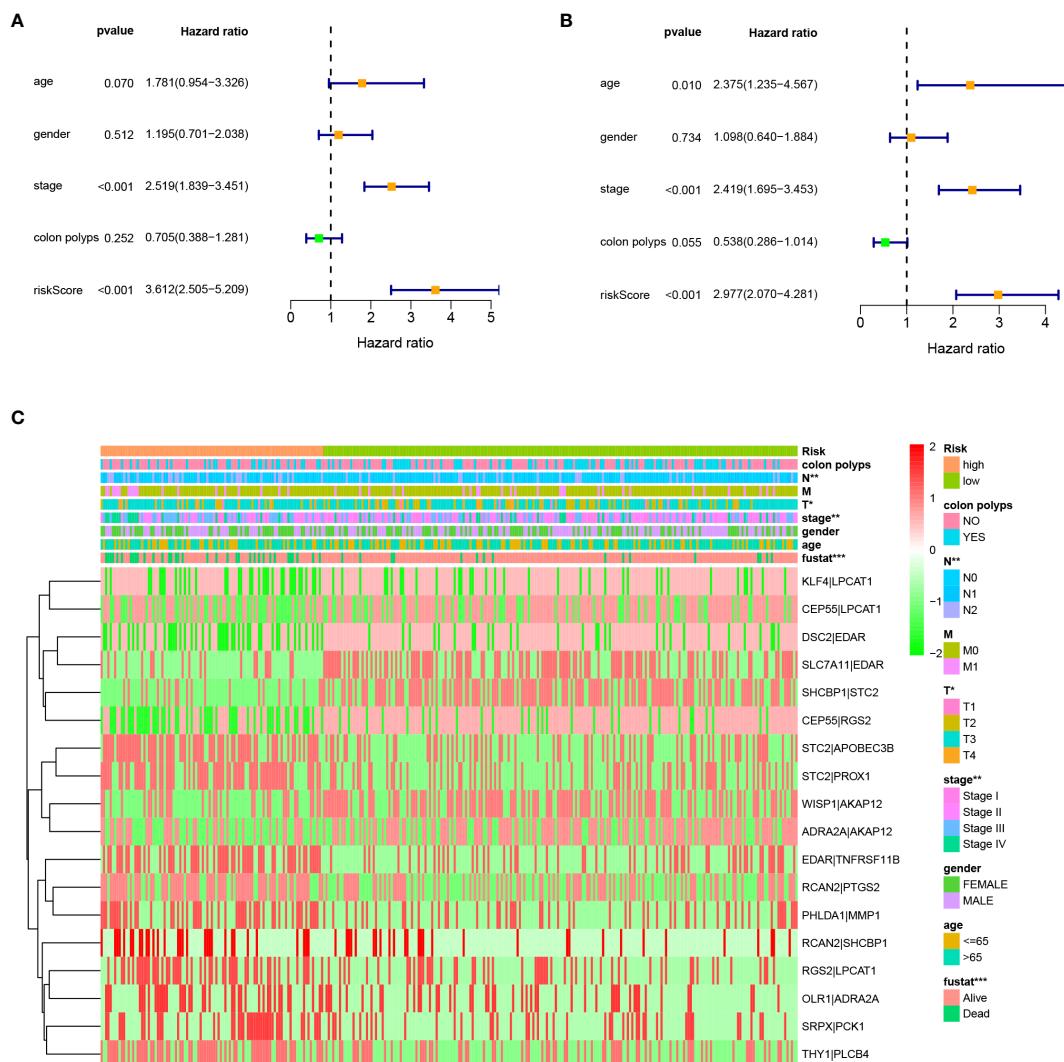 A
pvalue Hazard ratio
age 0.070 1.781(0.954−3.326)
gender 0.512 1.195(0.701−2.038)
stage <0.001 2.519(1.839−3.451)
colon polyps 0.252 0.705(0.388−1.281)
riskScore <0.001 3.612(2.505−5.209)
0 1 2 3 4 5
Hazard ratio
B
pvalue Hazard ratio
age 0.010 2.375(1.235−4.567)
gender 0.734 1.098(0.640−1.884)
stage <0.001 2.419(1.695−3.453)
colon polyps 0.055 0.538(0.286−1.014)
riskScore <0.001 2.977(2.070−4.281)
0 1 2 3 4
Hazard ratio
C
Risk
colon polyps
N**
M
T*
stage**
gender
age
fustat***
KLF4|LPCAT1
CEP55|LPCAT1
DSC2|EDAR
SLC7A11|EDAR
SHCBP1|STC2
CEP55|RGS2
STC2|APOBEC3B
STC2|PROX1
WISP1|AKAP12
ADRA2A|AKAP12
EDAR|TNFRSF11B
RCAN2|PTGS2
PHLDA1|MMP1
RCAN2|SHCBP1
RGS2|LPCAT1
OLR1|ADRA2A
SRPX|PCK1
THY1|PLCB4
2
1
0
−1
−2
Risk
high
low
colon polyps
NO
YES
N**
N0
N1
N2
M
M0
M1
T*
T1
T2
T3
T4
stage**
Stage I
Stage II
Stage III
Stage IV
gender
FEMALE
MALE
age
<=65
>65
fustat***
Alive
Dead